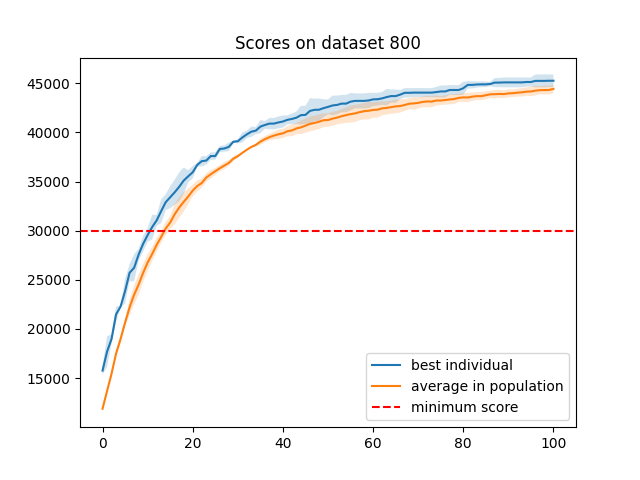 Scores on dataset 800
45000
40000
35000
30000
25000
20000
15000
best individual
average in population
minimum score
0 20 40 60 80 100